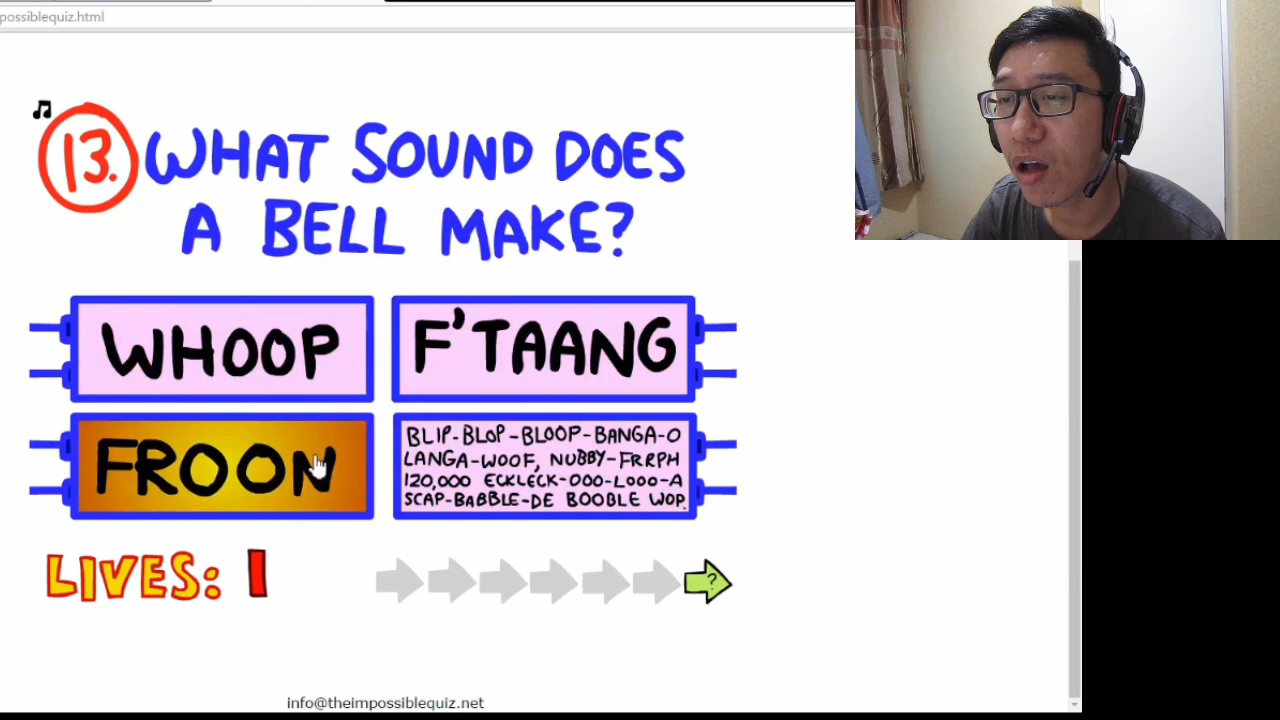 possiblequiz.html
13. WHAT SOUND DOES
A BELL MAKE?
WHOOP
F'TAANG
FROON
BLIP-BLOP-BLOOP-BANGA-O
LANGA-WOOF, NUBBY-FRRPH
120,000 ECKLECK-OOO-LOOO-A
SCAP-BABBLE-DE BOOBLE WOP.
LIVES: 1
?
info@theimpossiblequiz.net